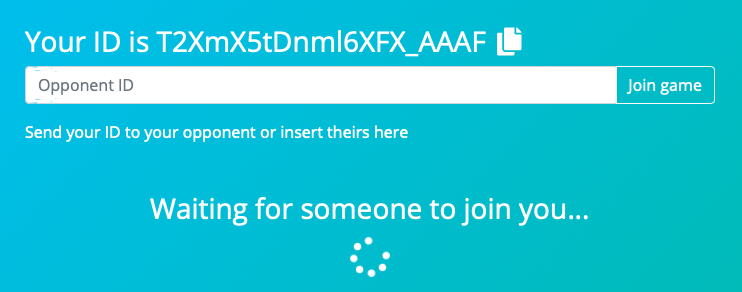 Your ID is T2XmX5tDnml6XFX_AAAF
Opponent ID
Join game
Send your ID to your opponent or insert theirs here
Waiting for someone to join you...